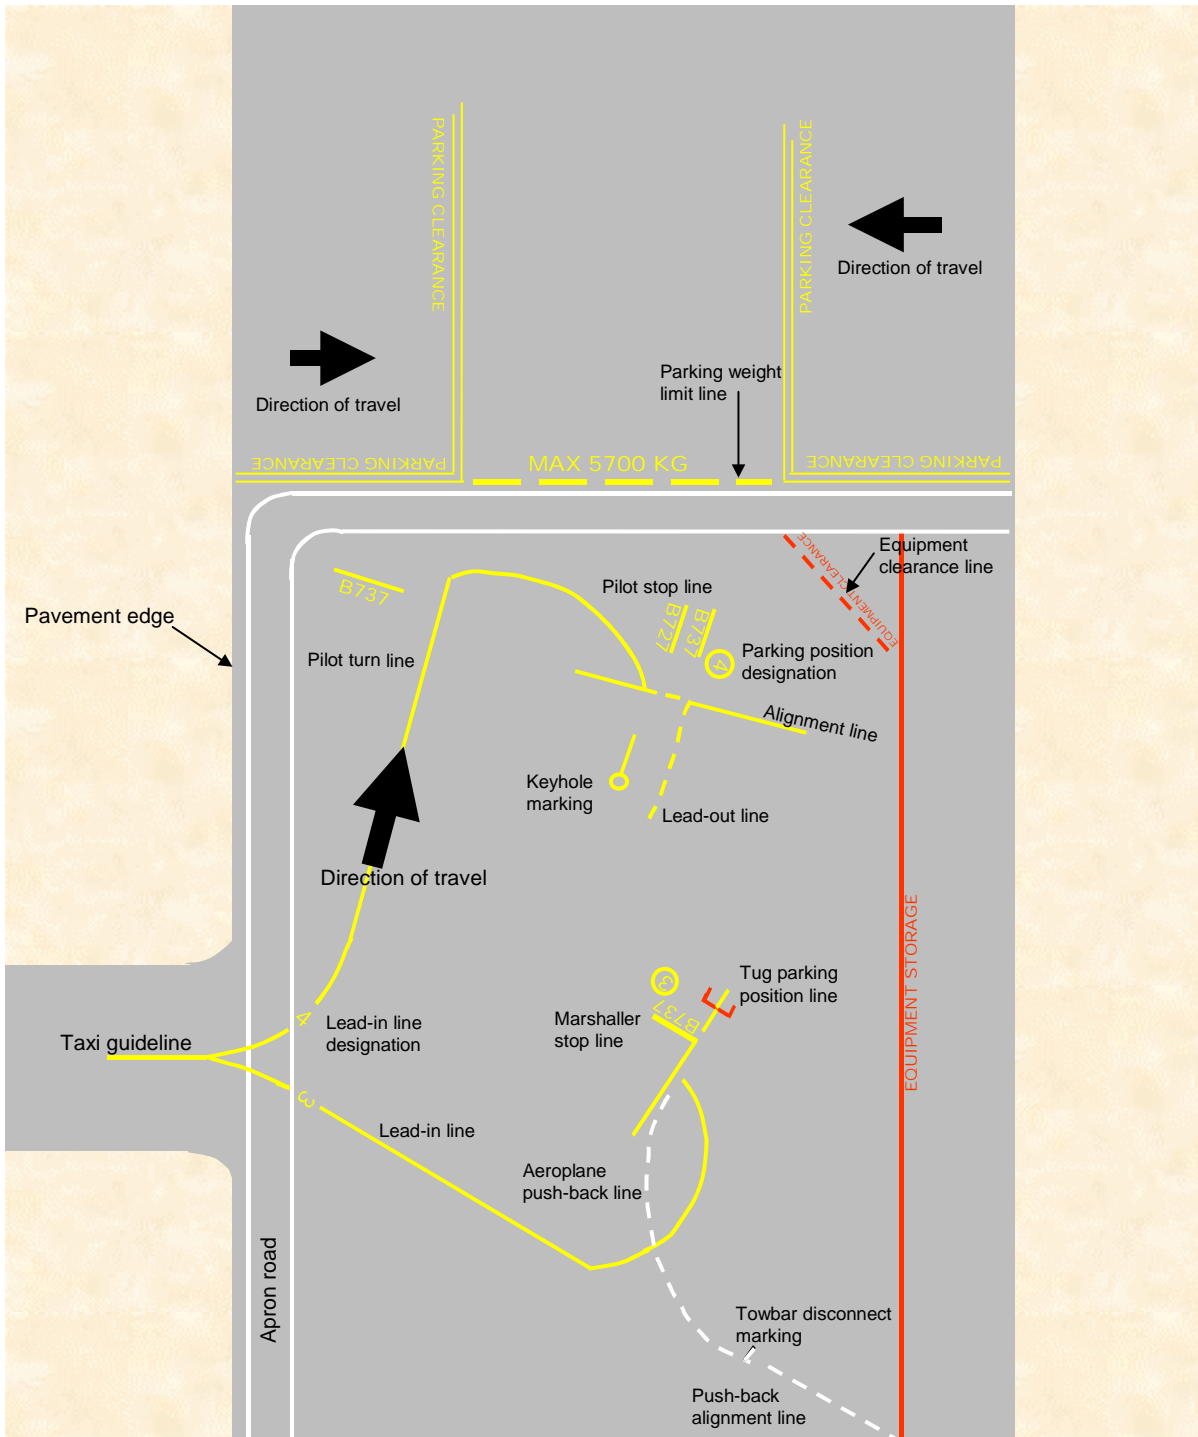 PARKING CLEARANCE
PARKING CLEARANCE
Direction of travel
Direction of travel
Parking weight
limit line
PARKING CLEARANCE
MAX 5700 KG
PARKING CLEARANCE
Equipment
clearance line
EQUIPMENT CLEARANCE
B737
Pilot stop line
B727
B737
4
Pavement edge
Pilot turn line
Parking position
designation
Alignment line
Keyhole
marking
Lead-out line
Direction of travel
EQUIPMENT STORAGE
3
B737
Tug parking
position line
4
Lead-in line
designation
Marshaller
stop line
Taxi guideline
3
Lead-in line
Aeroplane
push-back line
Apron road
Towbar disconnect
marking
Push-back
alignment line